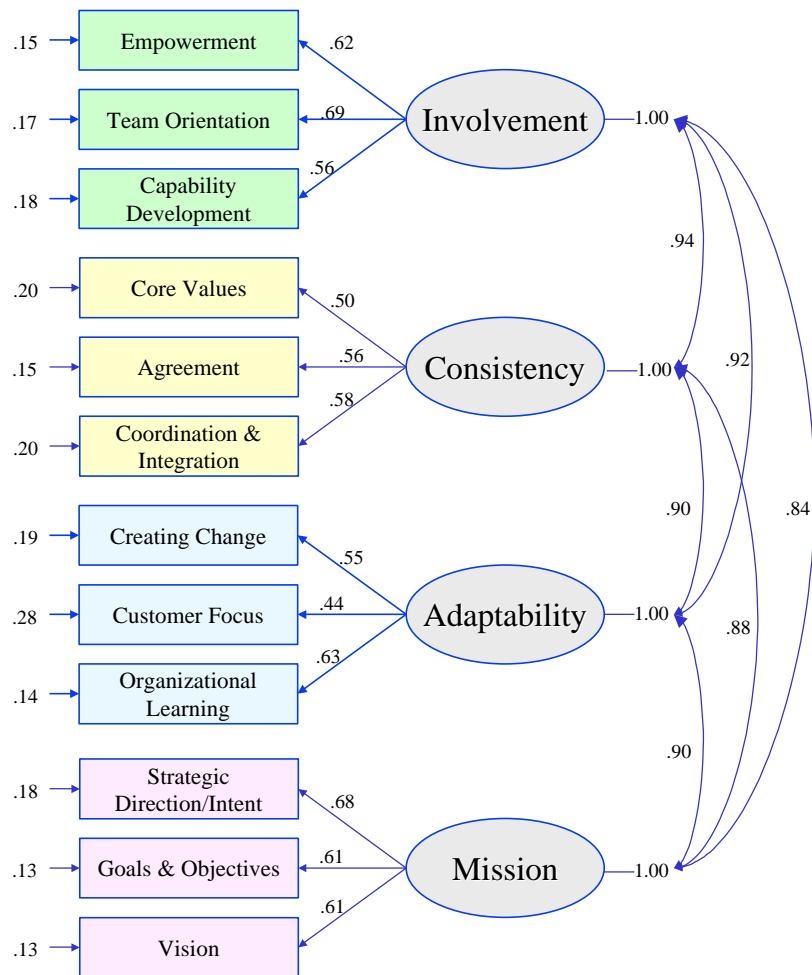 .15
Empowerment
.62
.17
Team Orientation
.69
Involvement
1.00
.18
Capability
Development
.56
.94
.20
Core Values
.50
.15
Agreement
.56
Consistency
1.00
.92
.20
Coordination &
Integration
.58
.90
.84
.19
Creating Change
.55
.28
Customer Focus
.44
Adaptability
1.00
.88
.14
Organizational
Learning
.63
.90
.18
Strategic
Direction/Intent
.68
.13
Goals & Objectives
.61
Mission
1.00
.13
Vision
.61